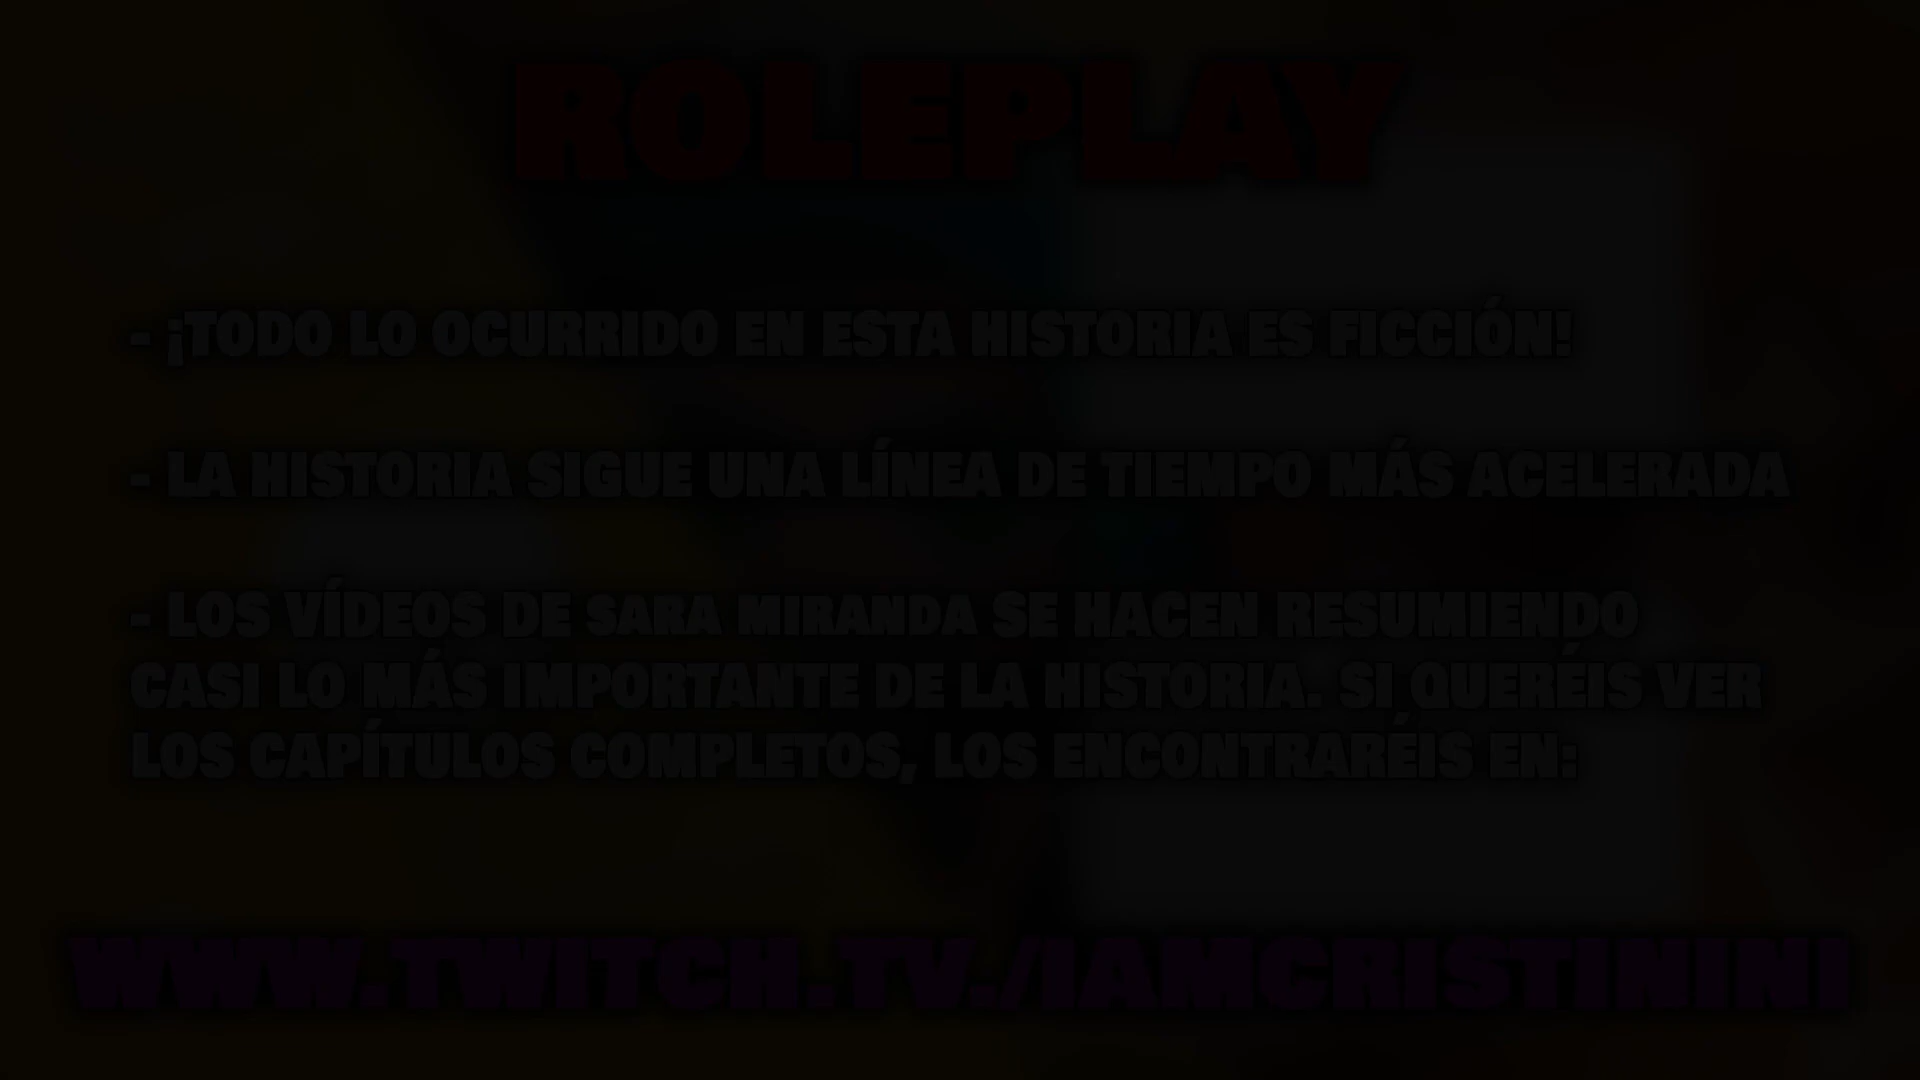 ROLEPLAY
- ¡TODO LO OCURRIDO EN ESTA HISTORIA ES FICCIÓN!
- LA HISTORIA SIGUE UNA LÍNEA DE TIEMPO MÁS ACELERADA
- LOS VÍDEOS DE SARA MIRANDA SE HACEN RESUMIENDO
CASI LO MÁS IMPORTANTE DE LA HISTORIA. SI QUERÉIS VER
LOS CAPÍTULOS COMPLETOS, LOS ENCONTRARÉIS EN:
WWW.TWITCH.TV./IAMCRISTININI